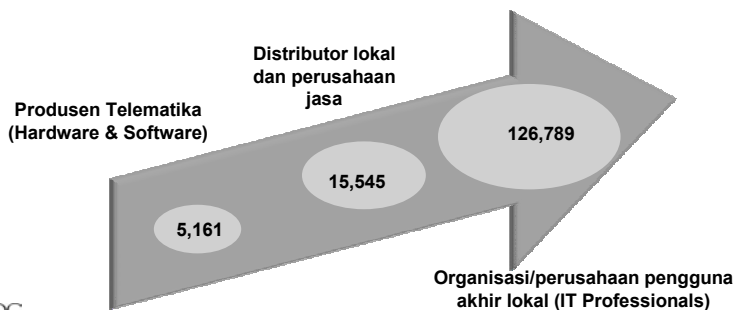 Distributor lokal
dan perusahaan
jasa
Produsen Telematika
(Hardware & Software)
126,789
15,545
5,161
Organisasi/perusahaan pengguna
akhir lokal (IT Professionals)